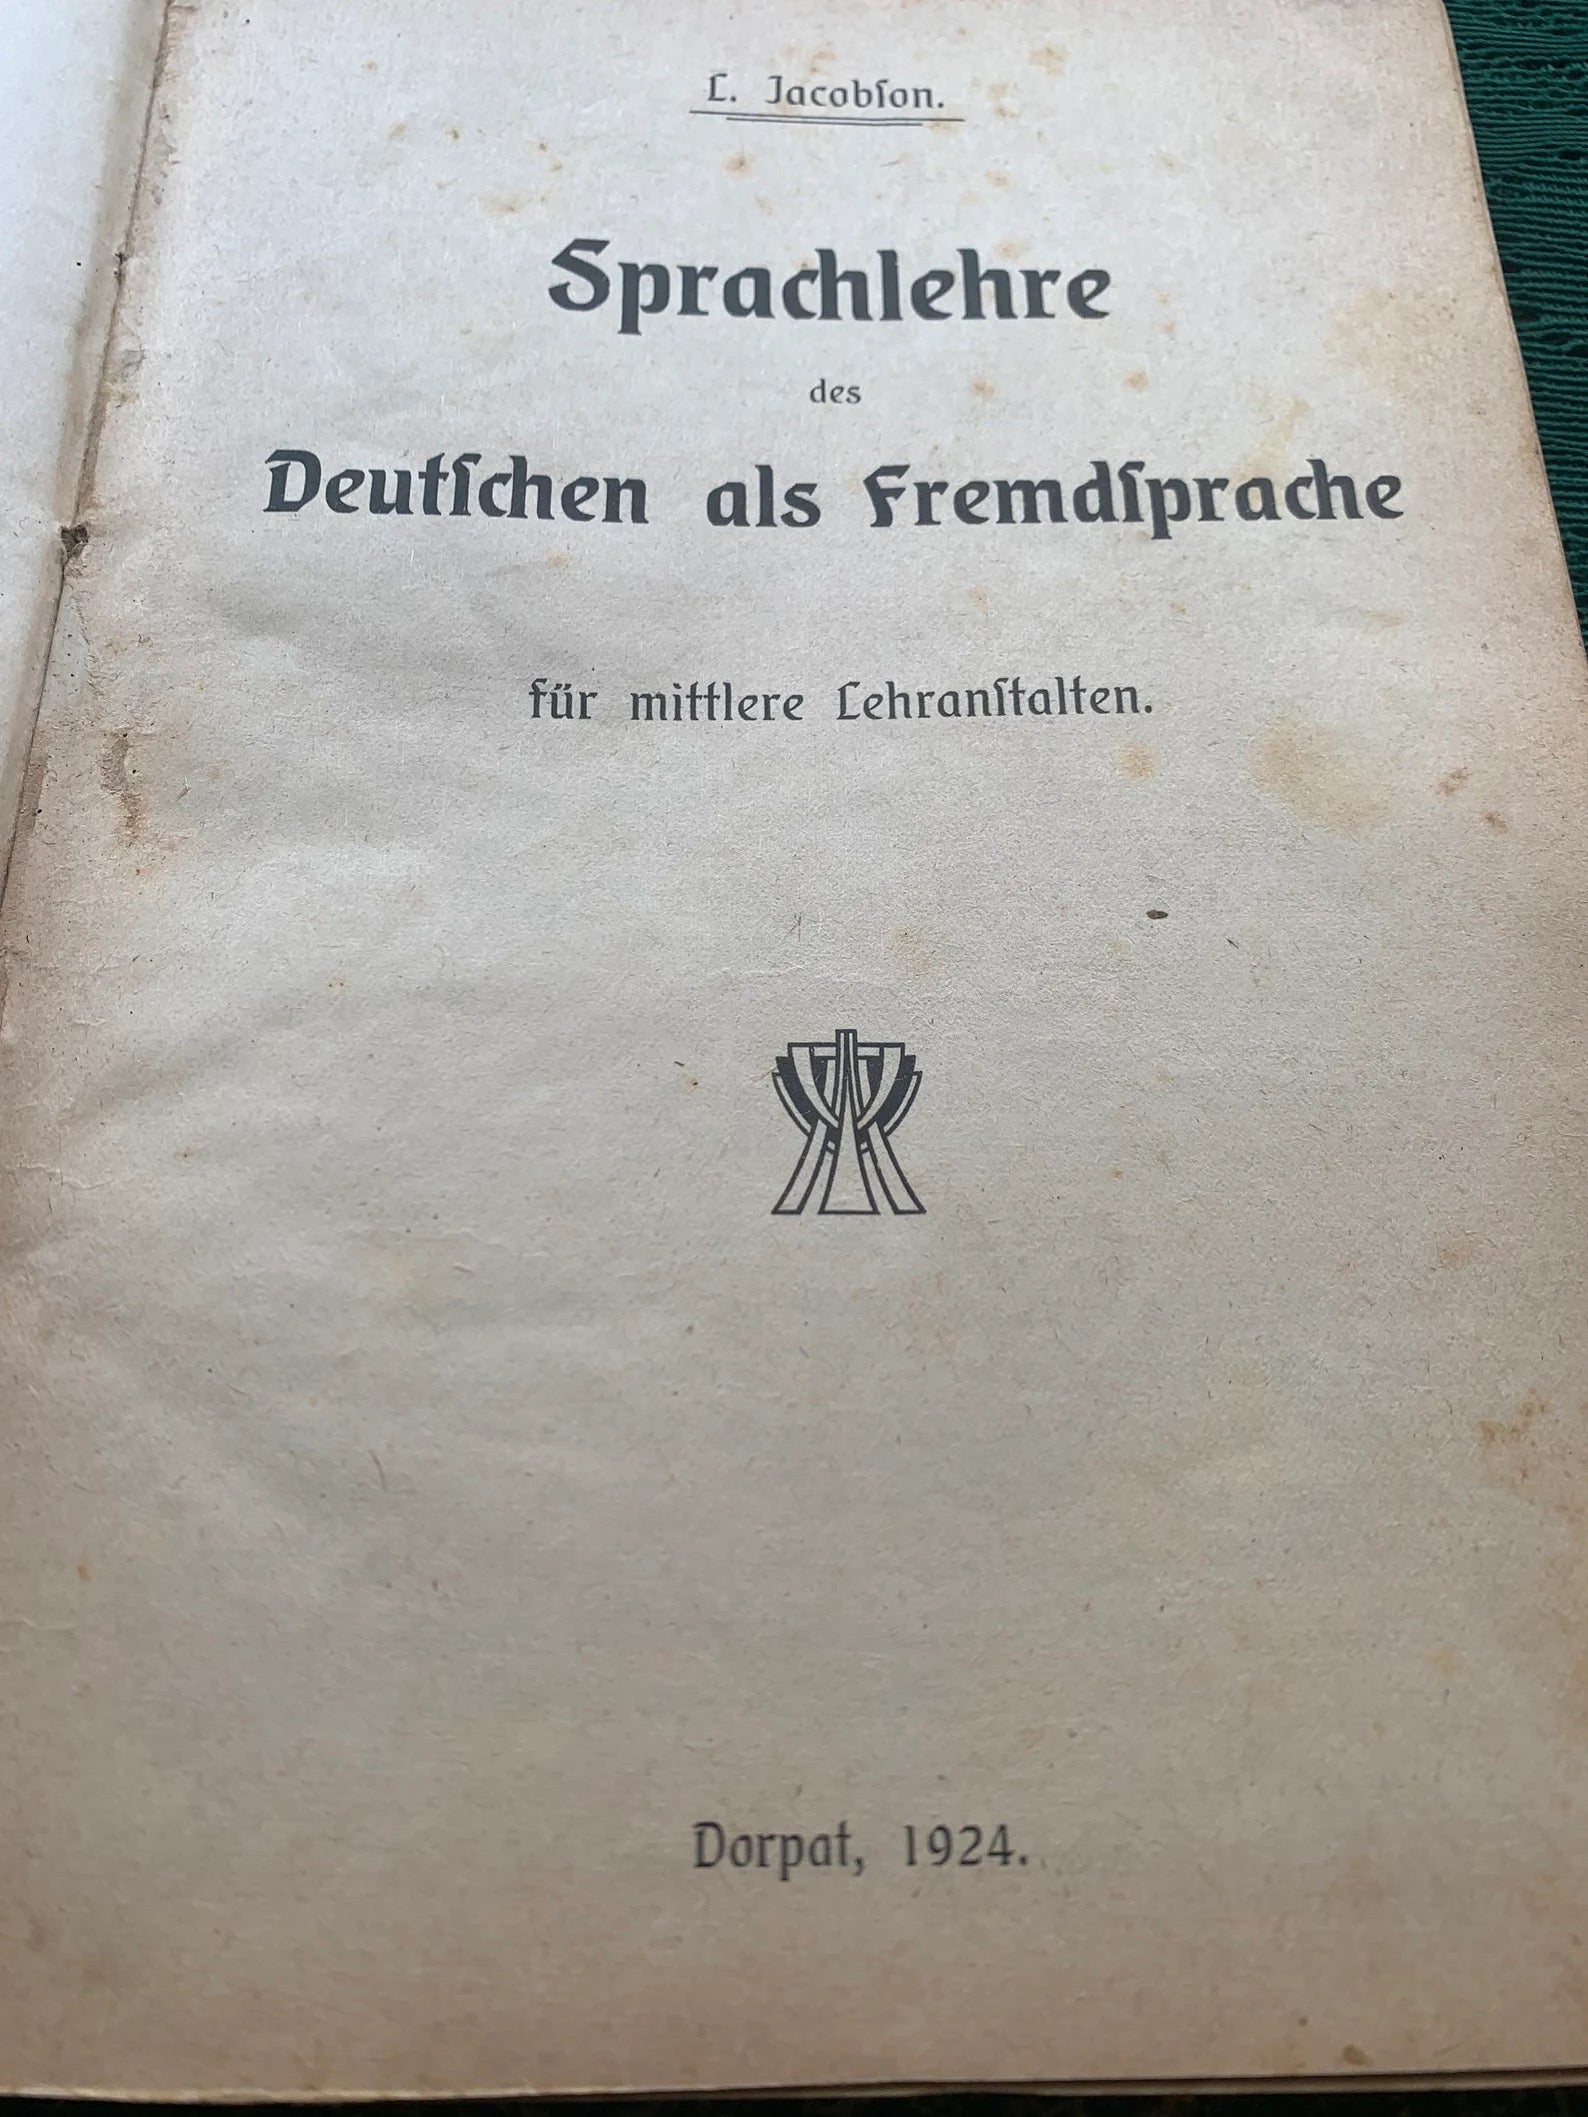 L. Jacobſon.
Sprachlehre
des
Deutſchen als Fremdſprache
für mittlere Lehranſtalten.
Dorpat, 1924.